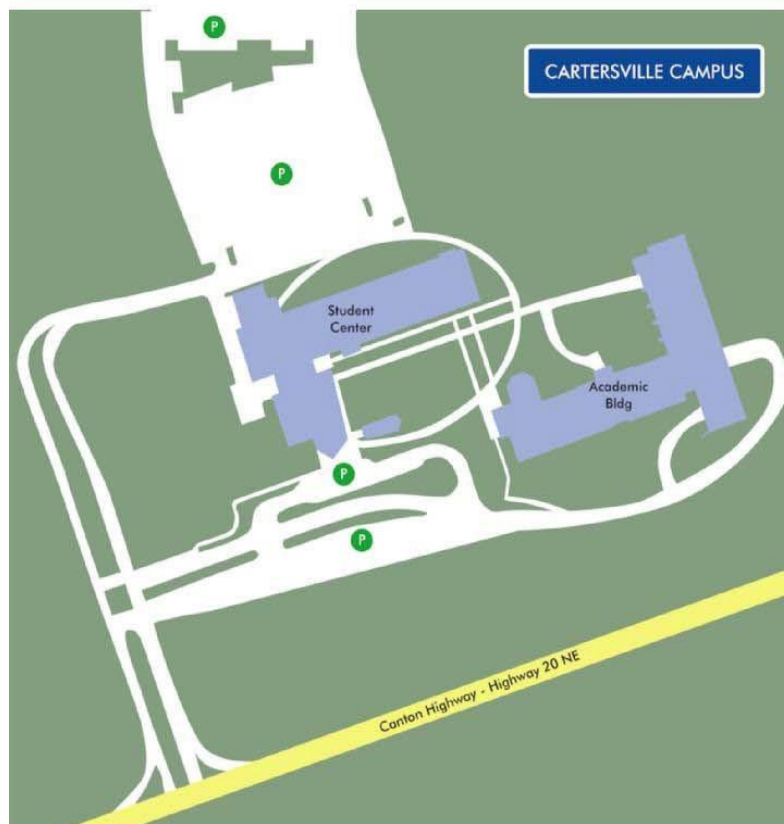 P
CARTERSVILLE CAMPUS
P
Student
Center
Academic
Bldg
P
P
Canton Highway - Highway 20 NE